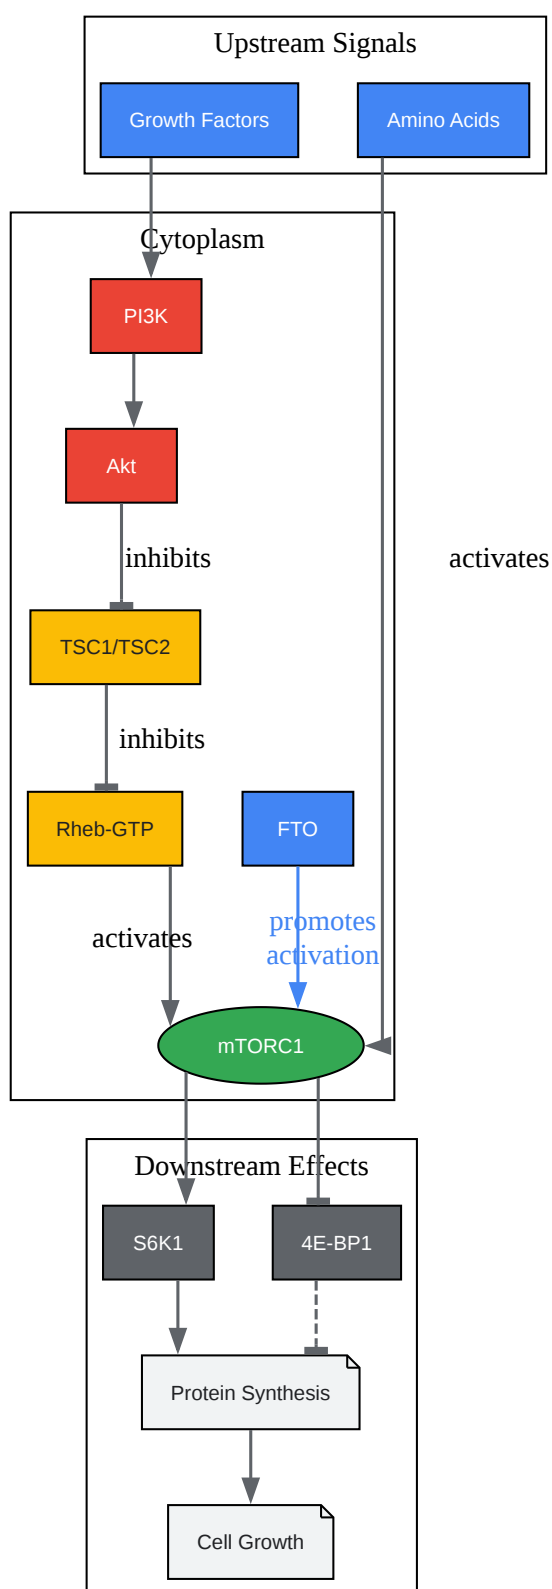 Upstream Signals
Growth Factors
Amino Acids
Cytoplasm
PI3K
Akt
inhibits
activates
TSC1/TSC2
inhibits
Rheb-GTP
FTO
activates
promotes
activation
mTORC1
Downstream Effects
S6K1
4E-BP1
Protein Synthesis
Cell Growth